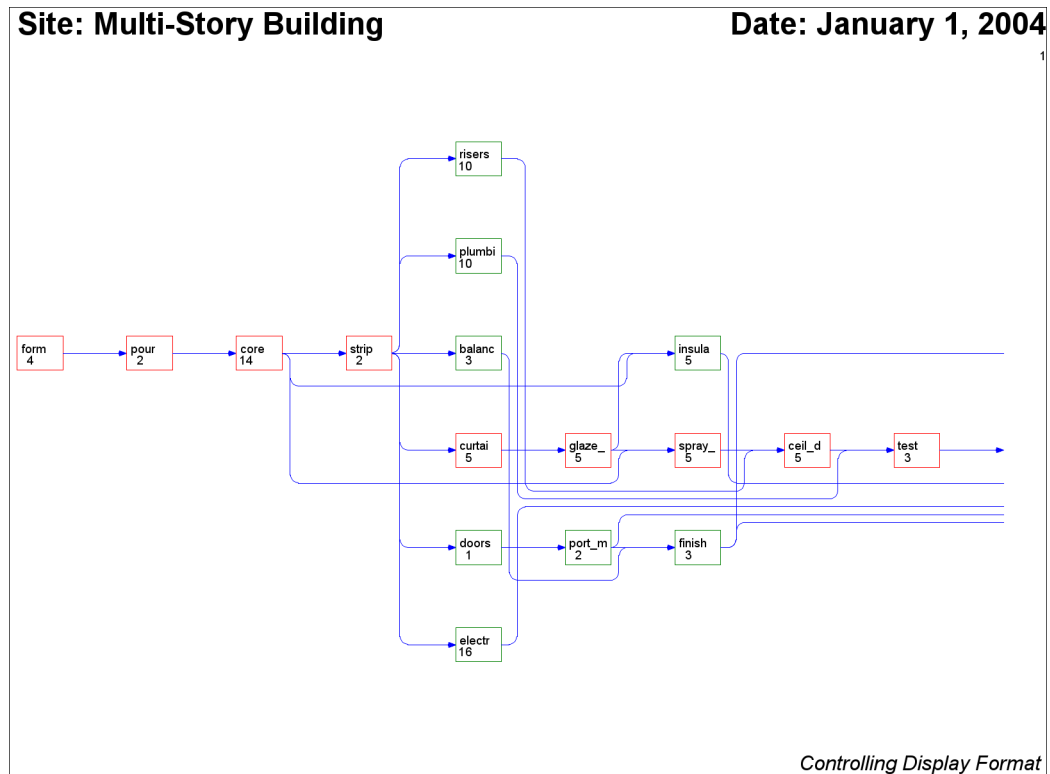 Site: Multi-Story Building
Date: January 1, 2004
1
risers
10
plumbi
10
form
4
pour
2
core
14
strip
2
balanc
3
insula
5
curtai
5
glaze_
5
spray_
5
ceil_d
5
test
3
doors
1
port_m
2
finish
3
electr
16
Controlling Display Format